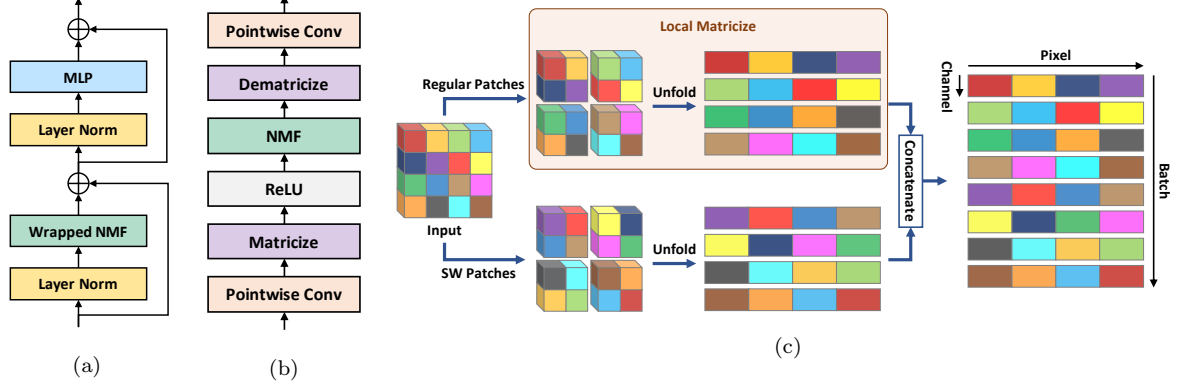 MLP
Layer Norm
Wrapped NMF
Layer Norm
(a)
Pointwise Conv
Dematricize
NMF
ReLU
Matricize
Pointwise Conv
(b)
Local Matricize
Regular Patches
Unfold
Input
SW Patches
Unfold
Concatenate
Pixel
Channel
Batch
(c)